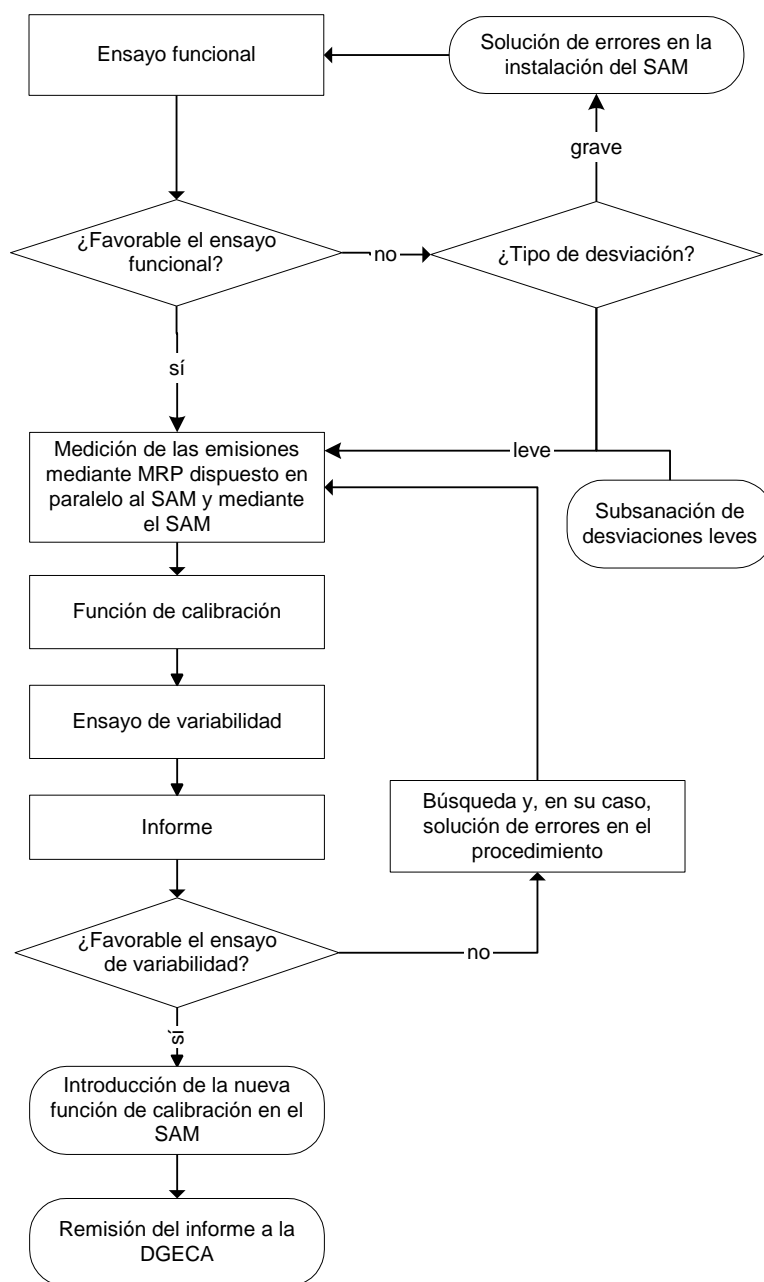 Ensayo funcional
Solución de errores en la
instalación del SAM
grave
¿Favorable el ensayo
funcional?
no
¿Tipo de desviación?
sí
Medición de las emisiones
mediante MRP dispuesto en
paralelo al SAM y mediante
el SAM
leve
Subsanación de
desviaciones leves
Función de calibración
Ensayo de variabilidad
Informe
Búsqueda y, en su caso,
solución de errores en el
procedimiento
¿Favorable el ensayo
de variabilidad?
no
sí
Introducción de la nueva
función de calibración en el
SAM
Remisión del informe a la
DGECA